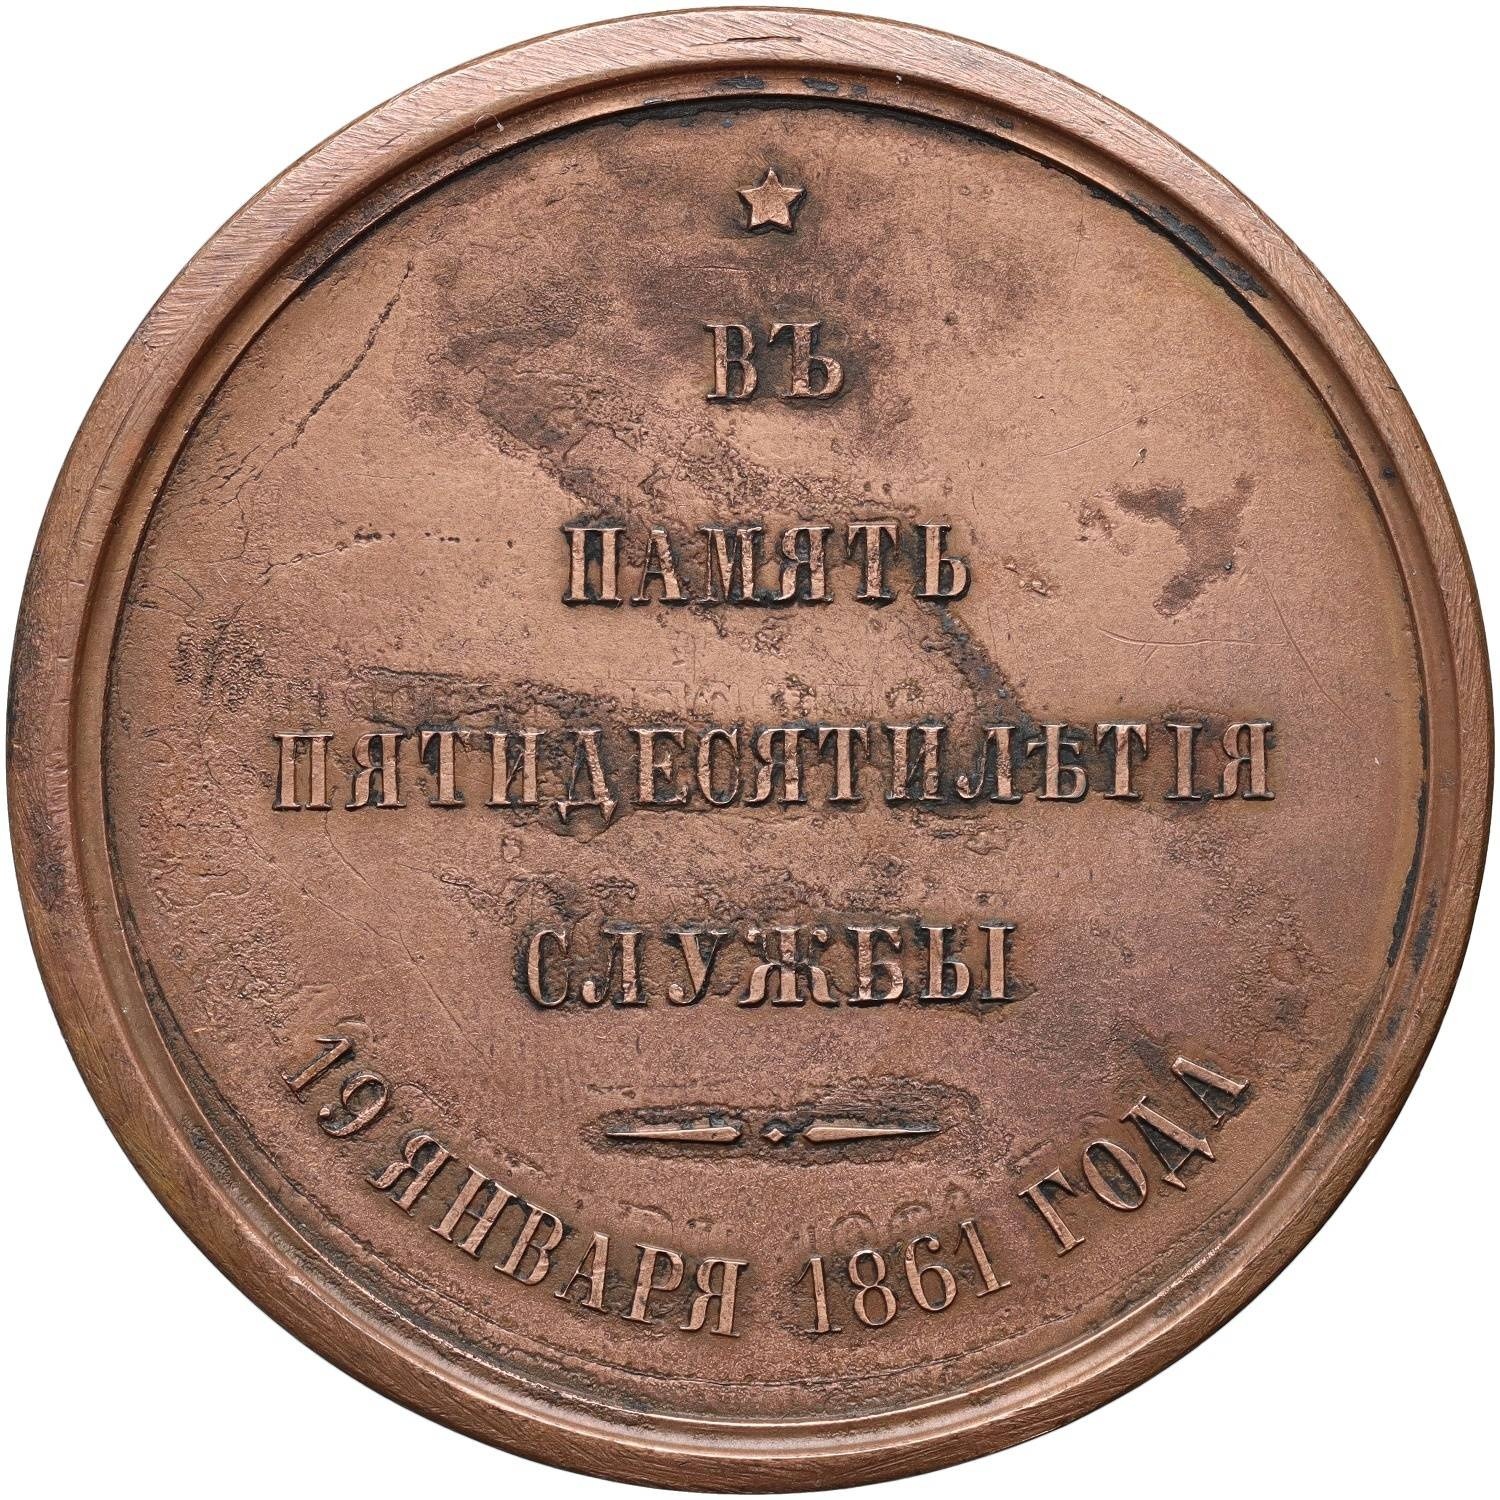 ВЪ
ПАМЯТЬ
ПЯТИДЕСЯТИЛѢТІЯ
СЛУЖБЫ
19 ЯНВАРЯ 1861 ГОДА